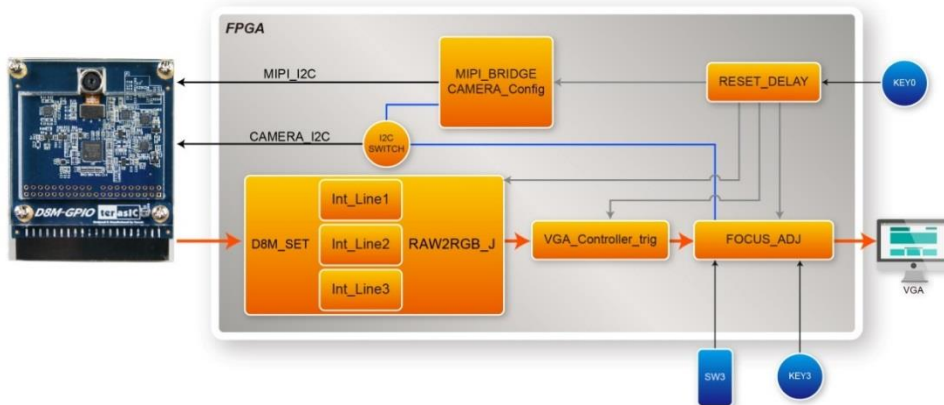 FPGA
MIPI_I2C
MIPI_BRIDGE
CAMERA_Config
RESET_DELAY
KEY0
CAMERA_I2C
I2C
SWITCH
D8M-GPIO terasIC
D8M_SET
Int_Line1
Int_Line2
Int_Line3
RAW2RGB_J
VGA_Controller_trig
FOCUS_ADJ
VGA
SW3
KEY3